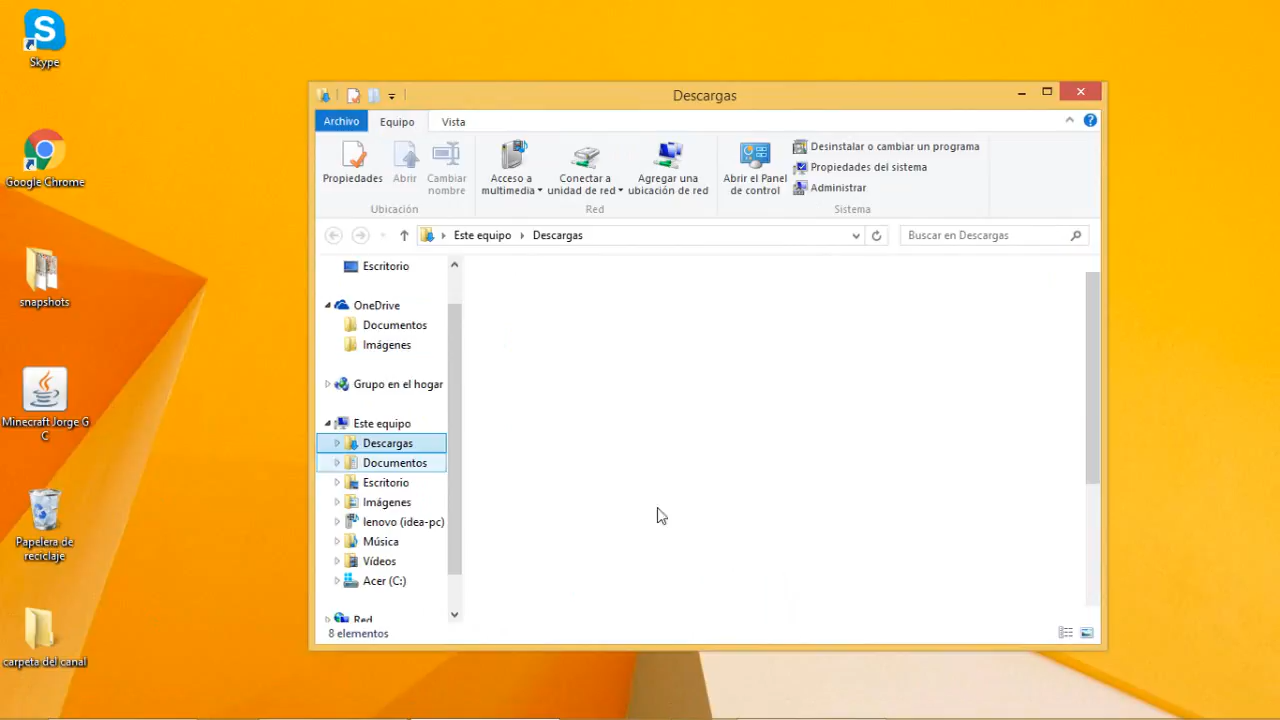 Skype
Google Chrome
snapshots
Minecraft Jorge G
C
Papelera de
reciclaje
carpeta del canal
Descargas
Archivo
Equipo
Vista
Propiedades
Abrir
Cambiar
nombre
Ubicación
Acceso a
multimedia
Conectar a
unidad de red
Agregar una
ubicación de red
Red
Abrir el Panel
de control
Desinstalar o cambiar un programa
Propiedades del sistema
Administrar
Sistema
Este equipo
Descargas
Buscar en Descargas
Escritorio
OneDrive
Documentos
Imágenes
Grupo en el hogar
Este equipo
Descargas
Documentos
Escritorio
Imágenes
lenovo (idea-pc)
Música
Vídeos
Acer (C:)
Red
8 elementos